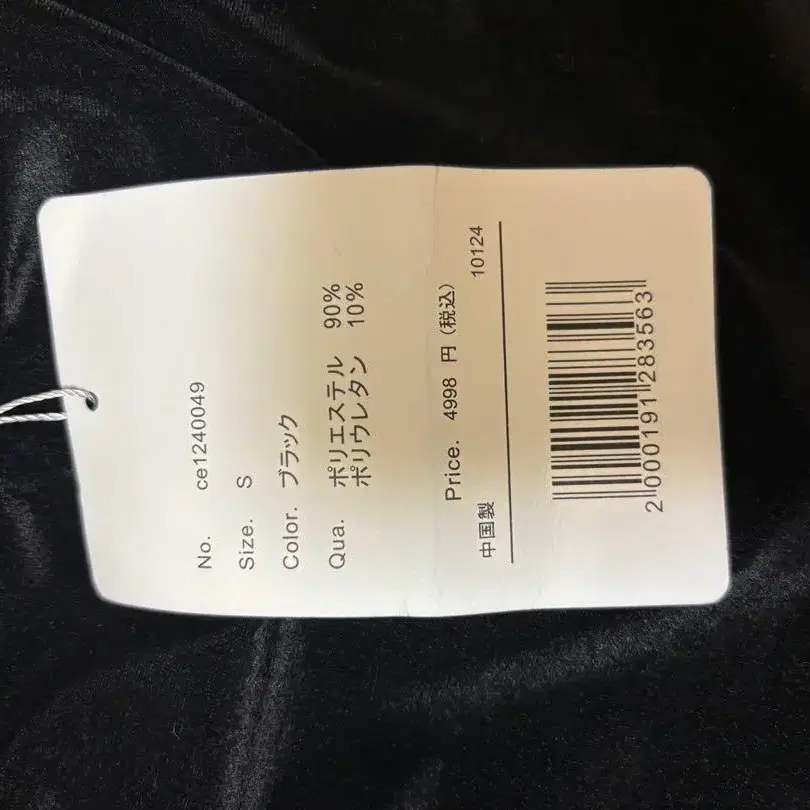 No. ce1240049
Size. S
Color. ブラック
Qua. ポリエステル 90%
ポリウレタン 10%
Price. 4998 円 (税込)
中国製 10124
2000191283563